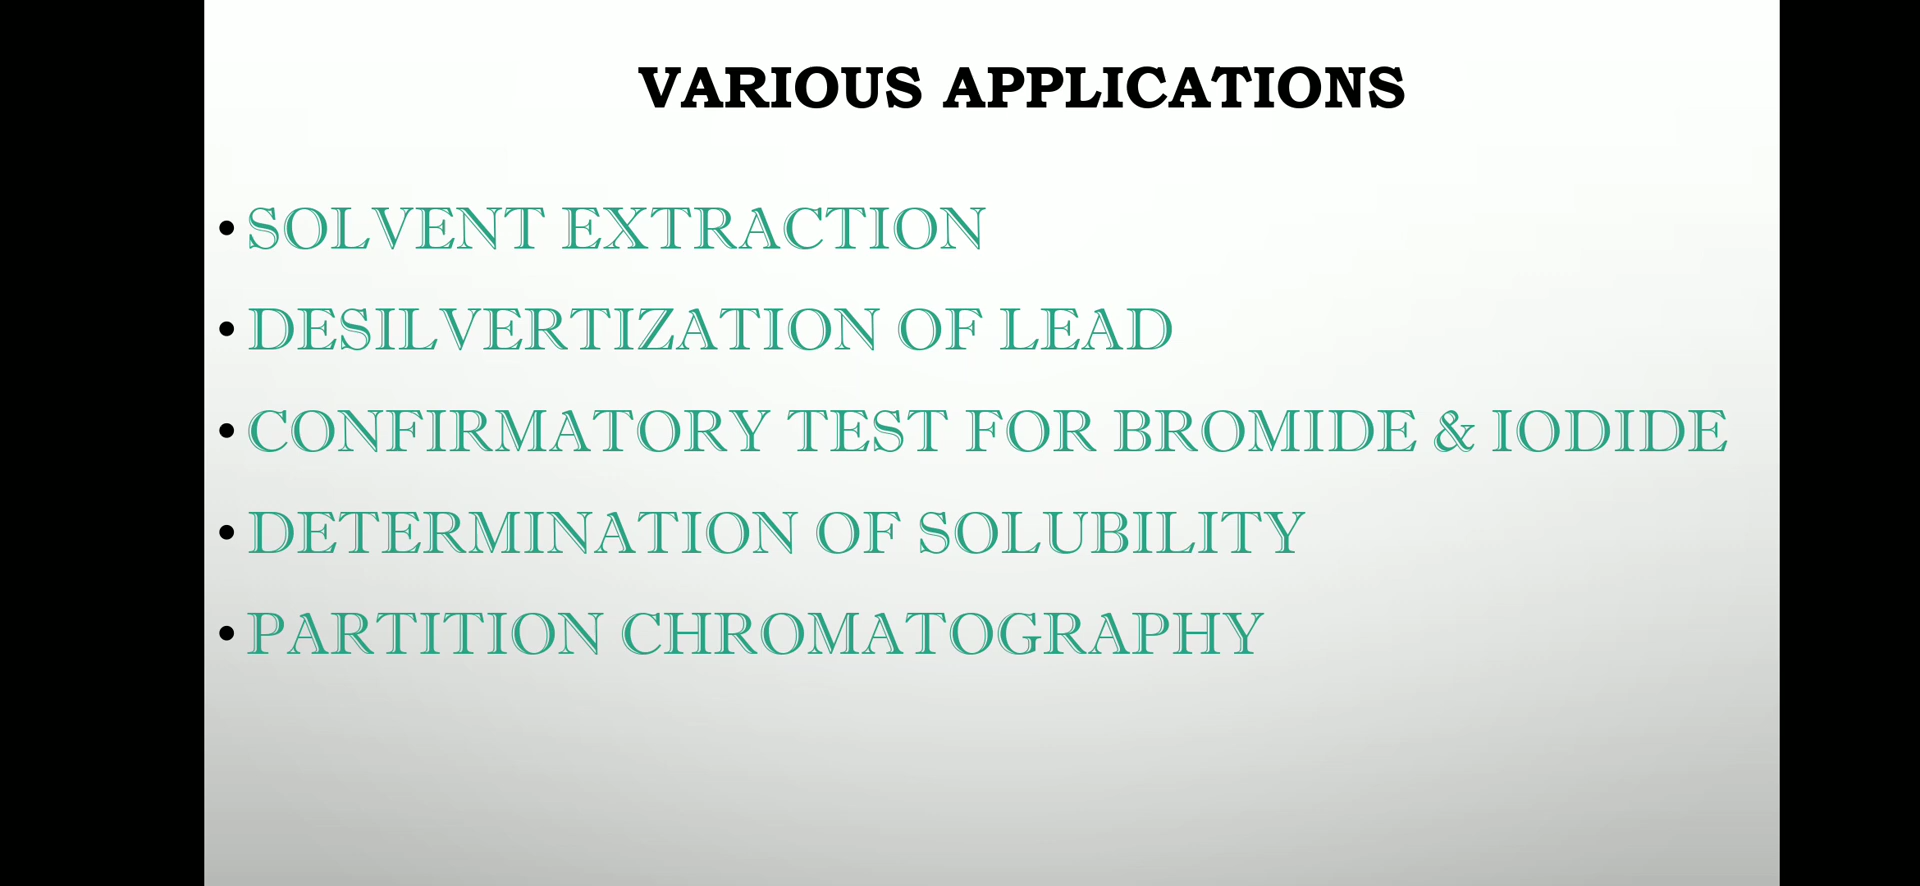 VARIOUS APPLICATIONS
• SOLVENT EXTRACTION
• DESILVERTIZATION OF LEAD
• CONFIRMATORY TEST FOR BROMIDE & IODIDE
• DETERMINATION OF SOLUBILITY
• PARTITION CHROMATOGRAPHY